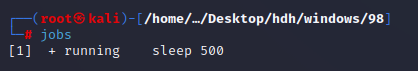 ┌──(root㉿kali)-[/home/…/Desktop/hdh/windows/98]
└─# jobs
[1]  + running    sleep 500